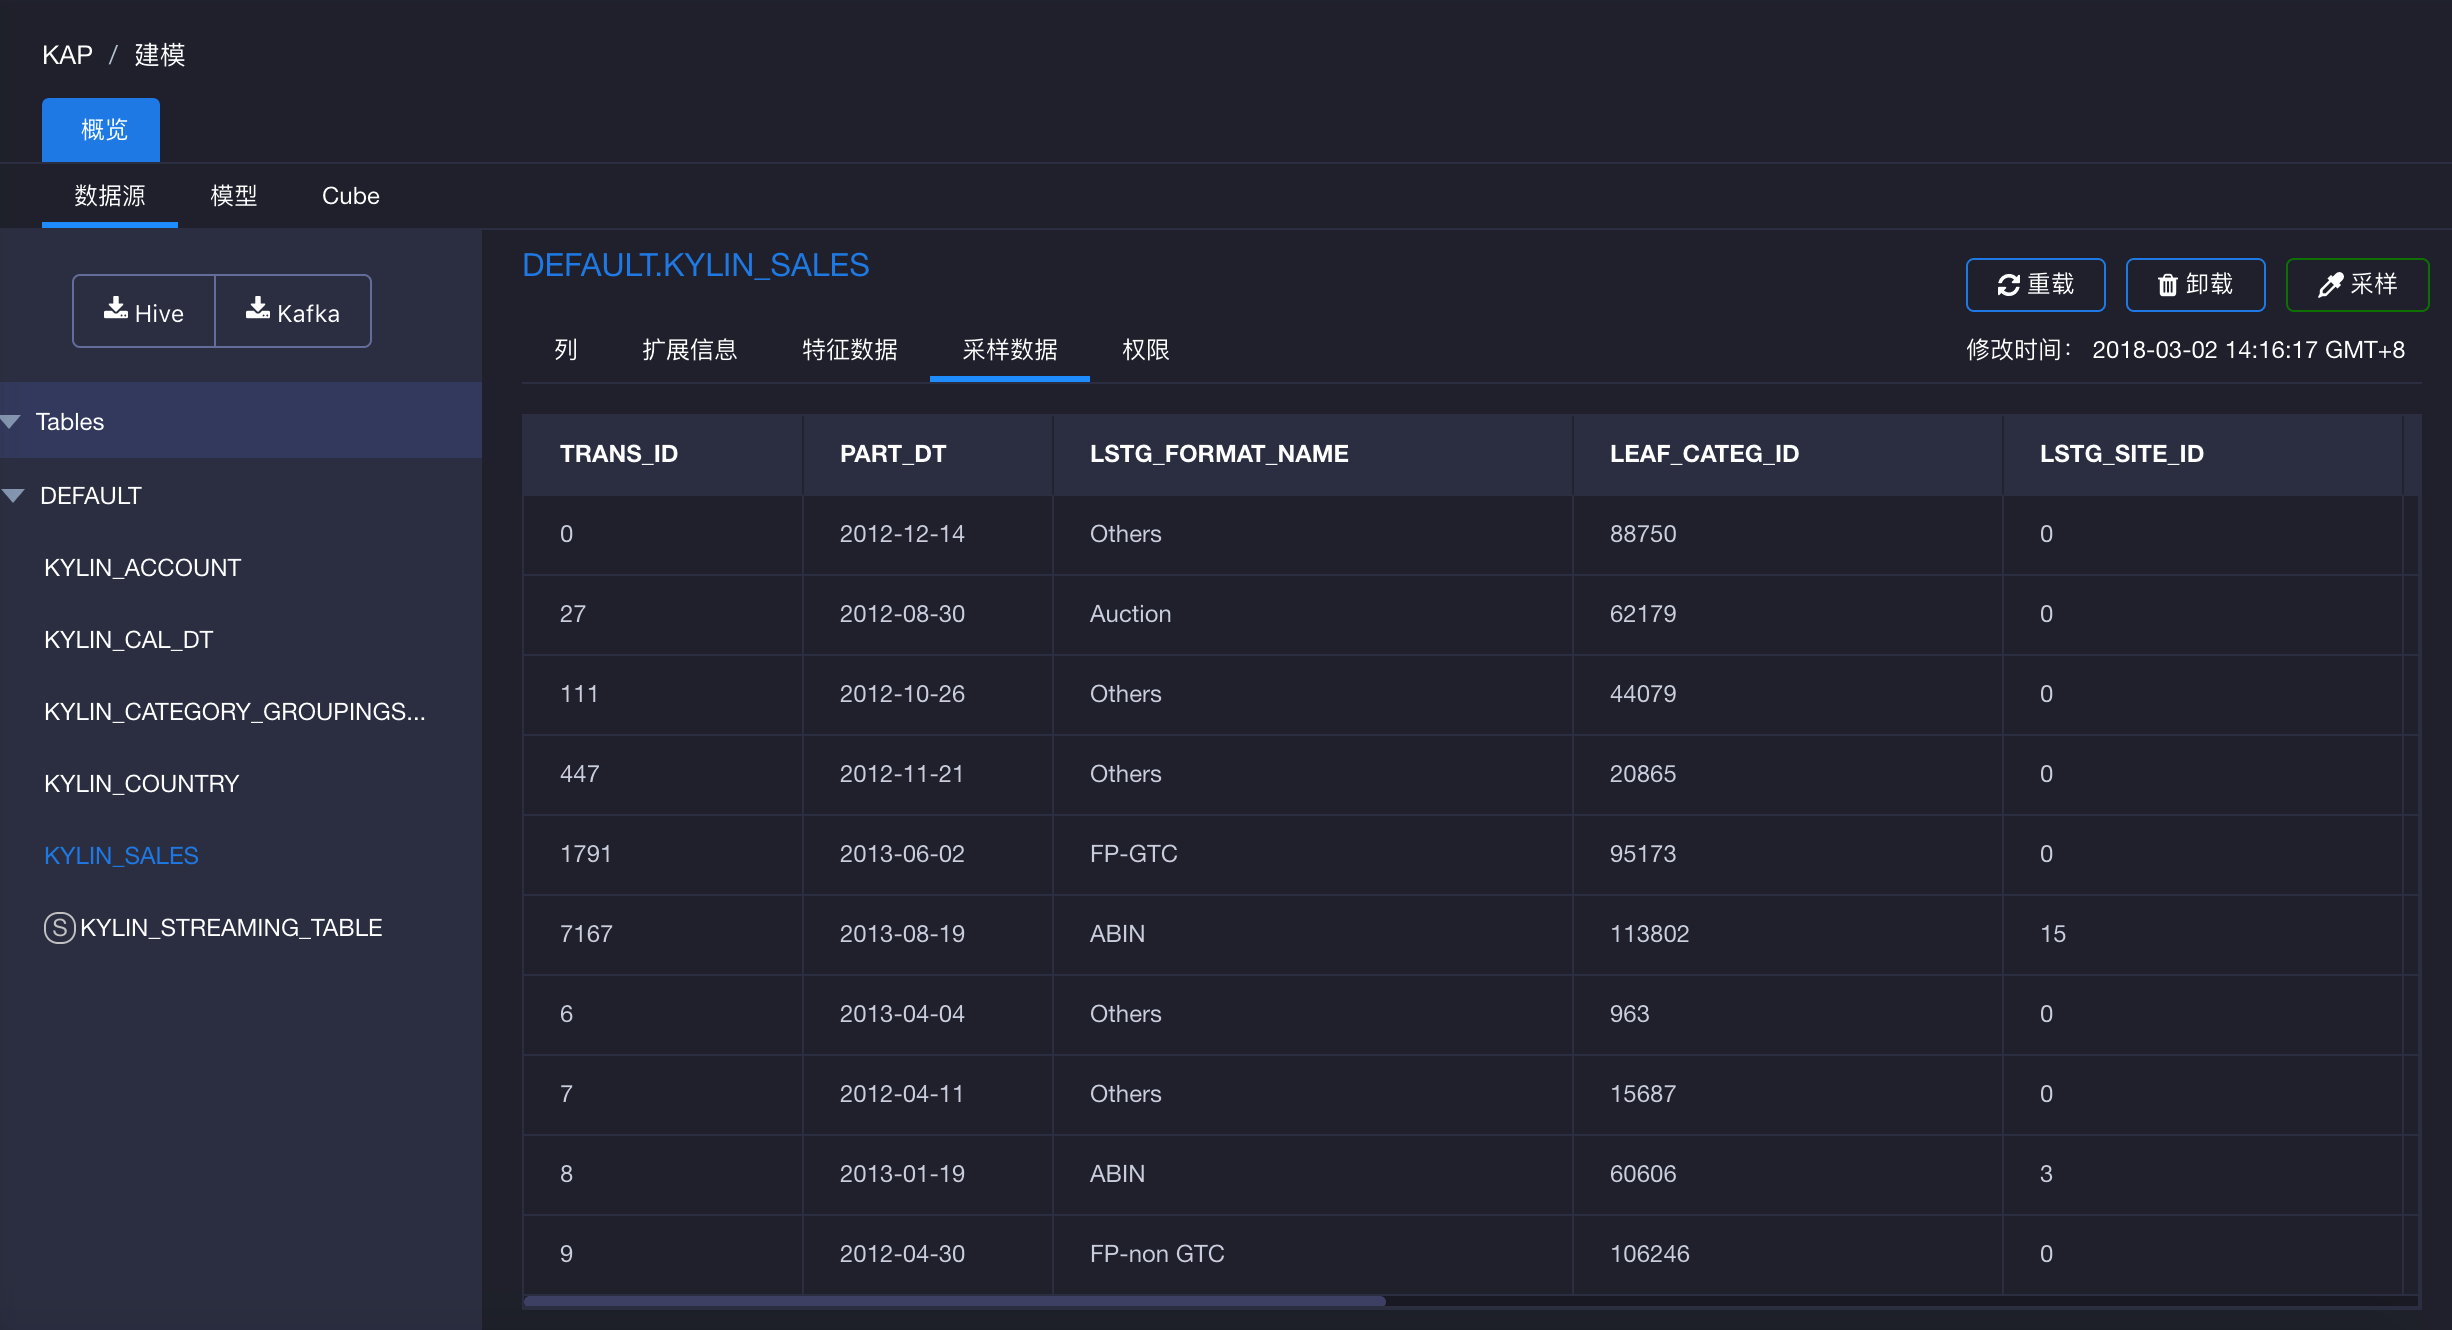 KAP / 建模
概览
数据源 模型 Cube
Hive Kafka
Tables
DEFAULT
KYLIN_ACCOUNT
KYLIN_CAL_DT
KYLIN_CATEGORY_GROUPINGS...
KYLIN_COUNTRY
KYLIN_SALES
S KYLIN_STREAMING_TABLE
DEFAULT.KYLIN_SALES
重载 卸载 采样
列 扩展信息 特征数据 采样数据 权限
修改时间： 2018-03-02 14:16:17 GMT+8
TRANS_ID PART_DT LSTG_FORMAT_NAME LEAF_CATEG_ID LSTG_SITE_ID
0 2012-12-14 Others 88750 0
27 2012-08-30 Auction 62179 0
111 2012-10-26 Others 44079 0
447 2012-11-21 Others 20865 0
1791 2013-06-02 FP-GTC 95173 0
7167 2013-08-19 ABIN 113802 15
6 2013-04-04 Others 963 0
7 2012-04-11 Others 15687 0
8 2013-01-19 ABIN 60606 3
9 2012-04-30 FP-non GTC 106246 0